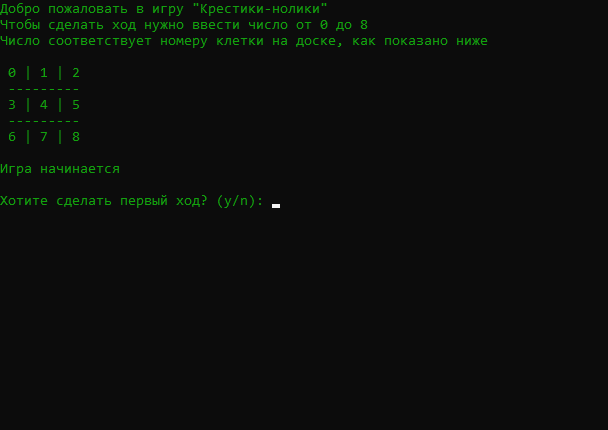 Добро пожаловать в игру "Крестики-нолики"
Чтобы сделать ход нужно ввести число от 0 до 8
Число соответствует номеру клетки на доске, как показано ниже
0 | 1 | 2
---------
3 | 4 | 5
---------
6 | 7 | 8
Игра начинается
Хотите сделать первый ход? (y/n):